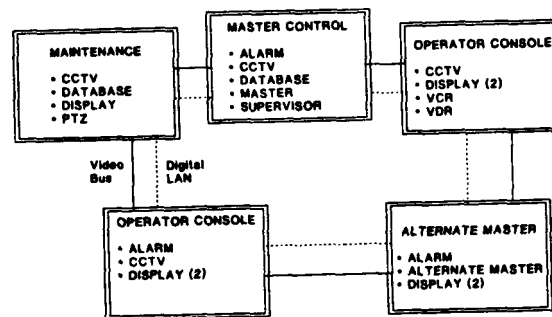 MAINTENANCE
• CCTV
• DATABASE
• DISPLAY
• PTZ
MASTER CONTROL
• ALARM
• CCTV
• DATABASE
• MASTER
• SUPERVISOR
OPERATOR CONSOLE
• CCTV
• DISPLAY (2)
• VCR
• VDR
Video
Bus
Digital
LAN
OPERATOR CONSOLE
• ALARM
• CCTV
• DISPLAY (2)
ALTERNATE MASTER
• ALARM
• ALTERNATE MASTER
• DISPLAY (2)